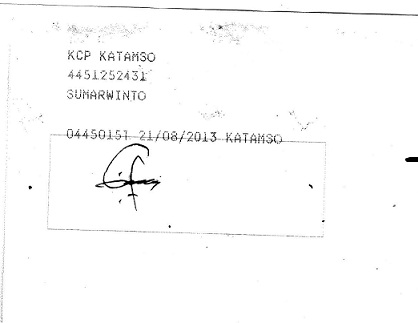 KCP KATAMSO
4451252431
SUMARWINTO
04450151 21/08/2013 KATAMSO